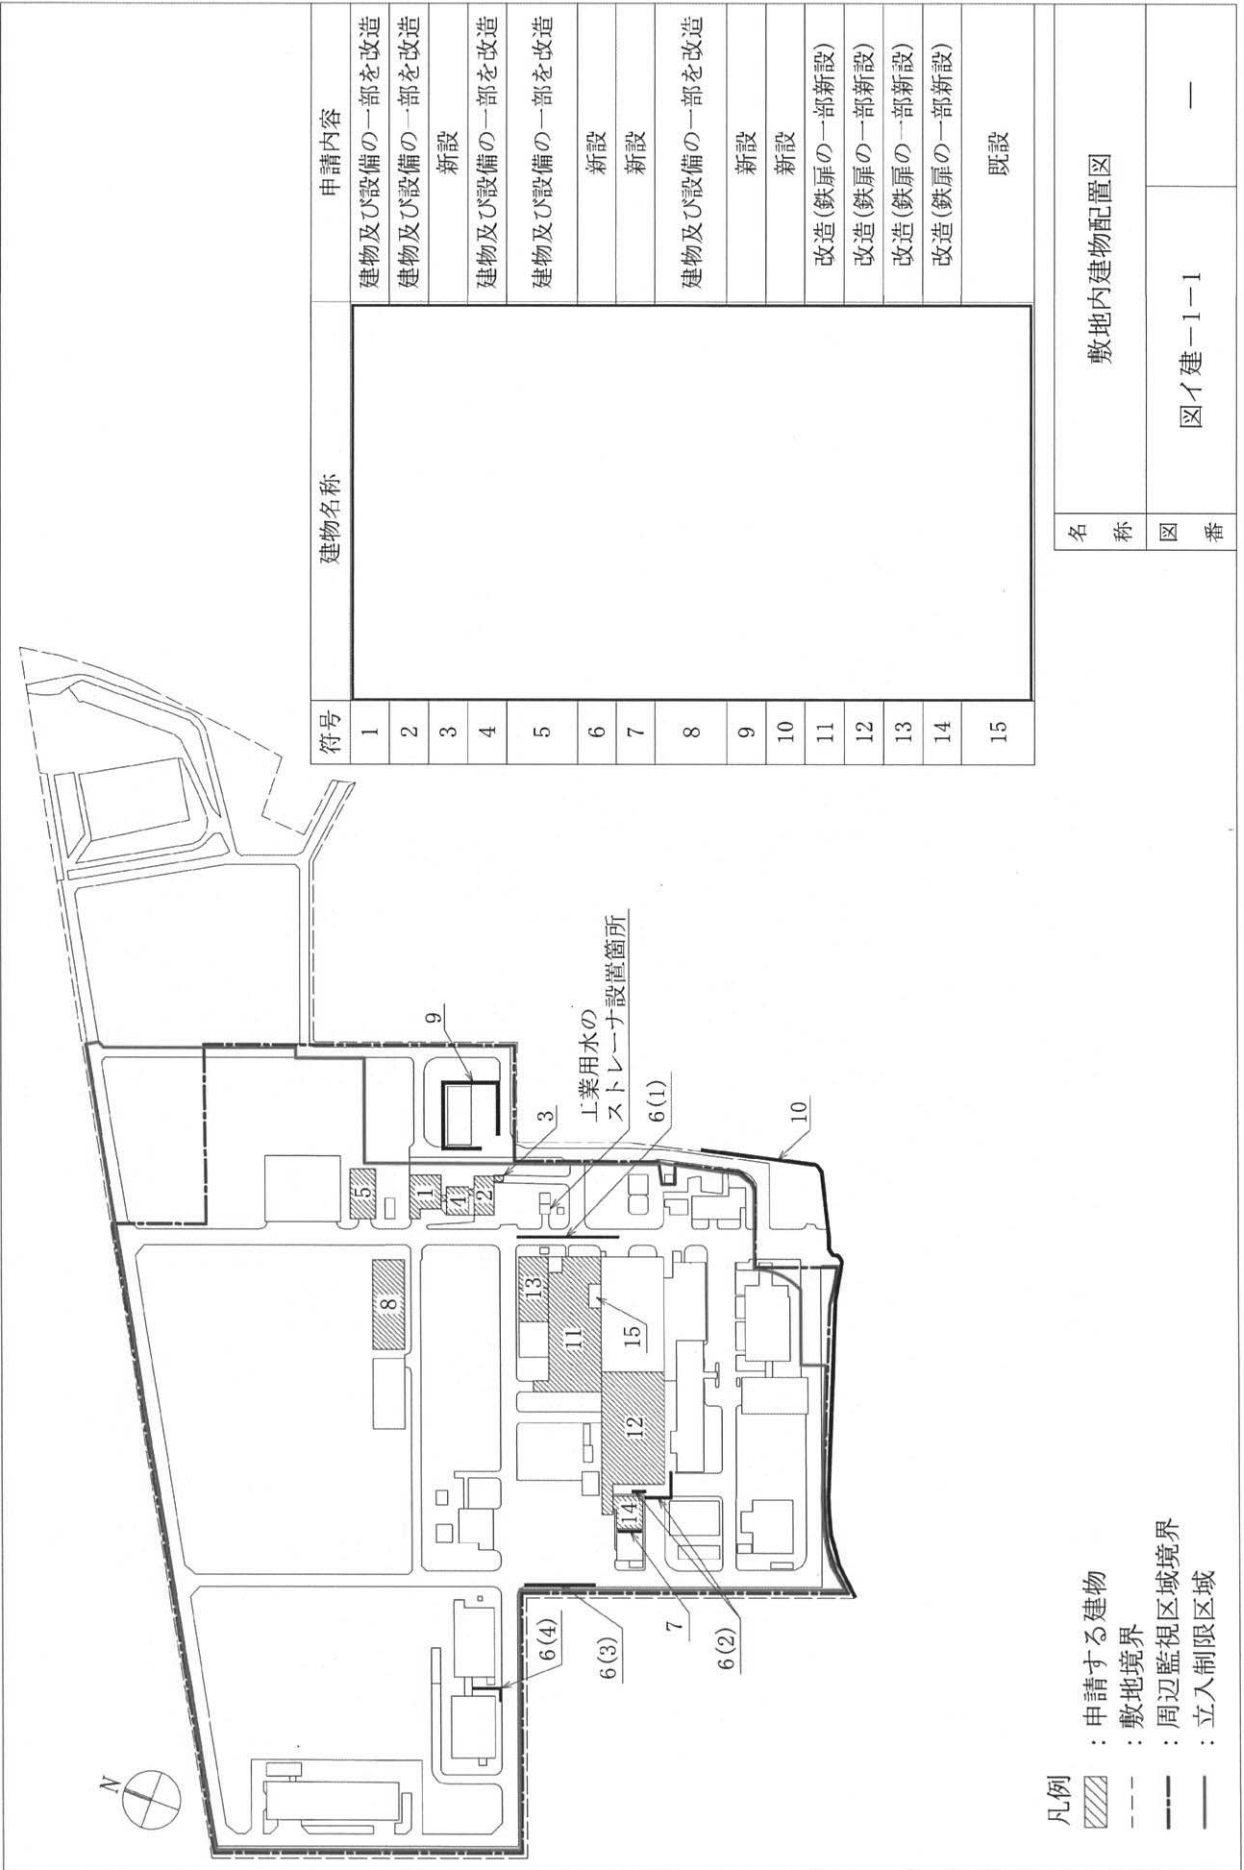 N
5
1
4
2
3
9
工業用水の
ストレーナ設置箇所
6(1)
10
8
13
11
15
12
14
6(4)
6(3)
7
6(2)
凡例
：申請する建物
：敷地境界
：周辺監視区域境界
：立入制限区域
符号 建物名称 申請内容
1 建物及び設備の一部を改造
2 建物及び設備の一部を改造
3 新設
4 建物及び設備の一部を改造
5 建物及び設備の一部を改造
6 新設
7 新設
8 建物及び設備の一部を改造
9 新設
10 新設
11 改造(鉄扉の一部新設)
12 改造(鉄扉の一部新設)
13 改造(鉄扉の一部新設)
14 改造(鉄扉の一部新設)
15 既設
名称 敷地内建物配置図
図番 図イ建－1－1 －